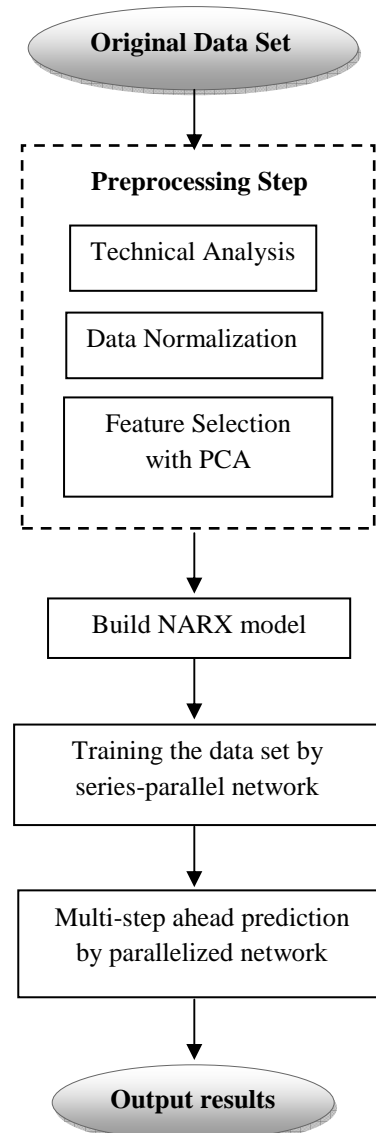 Original Data Set
Preprocessing Step
Technical Analysis
Data Normalization
Feature Selection
with PCA
Build NARX model
Training the data set by
series-parallel network
Multi-step ahead prediction
by parallelized network
Output results